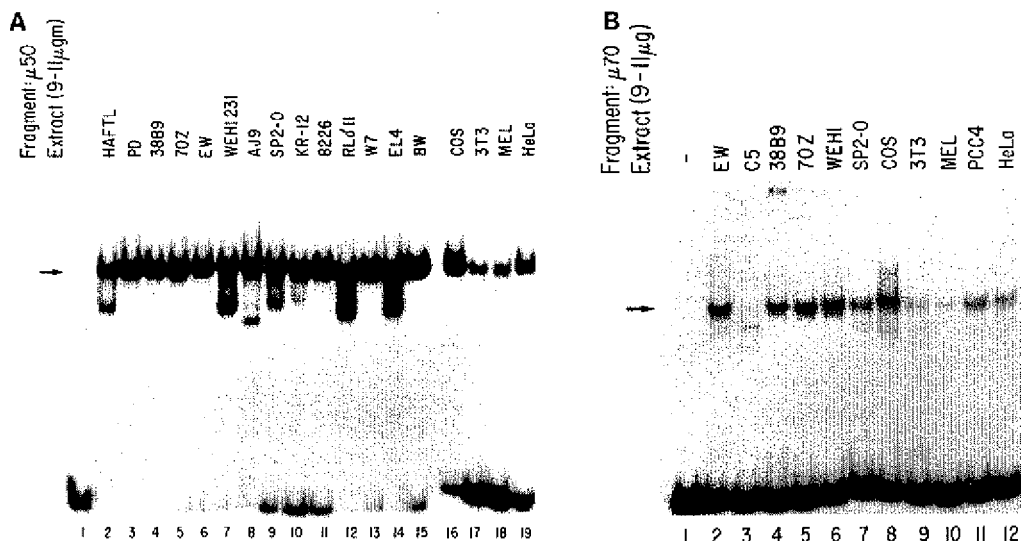 A
Fragment: μ50
Extract (9-11μgm)
HAFTL
PD
38B9
70Z
EW
WEHI 231
AJ9
SP2-0
KR-12
8226
RLd11
W7
EL4
BW
COS
3T3
MEL
HeLa
1 2 3 4 5 6 7 8 9 10 11 12 13 14 15 16 17 18 19
B
Fragment: μ70
Extract (9-11μg)
-
EW
C5
38B9
70Z
WEHI
SP2-0
COS
3T3
MEL
PCC4
HeLa
1 2 3 4 5 6 7 8 9 10 11 12